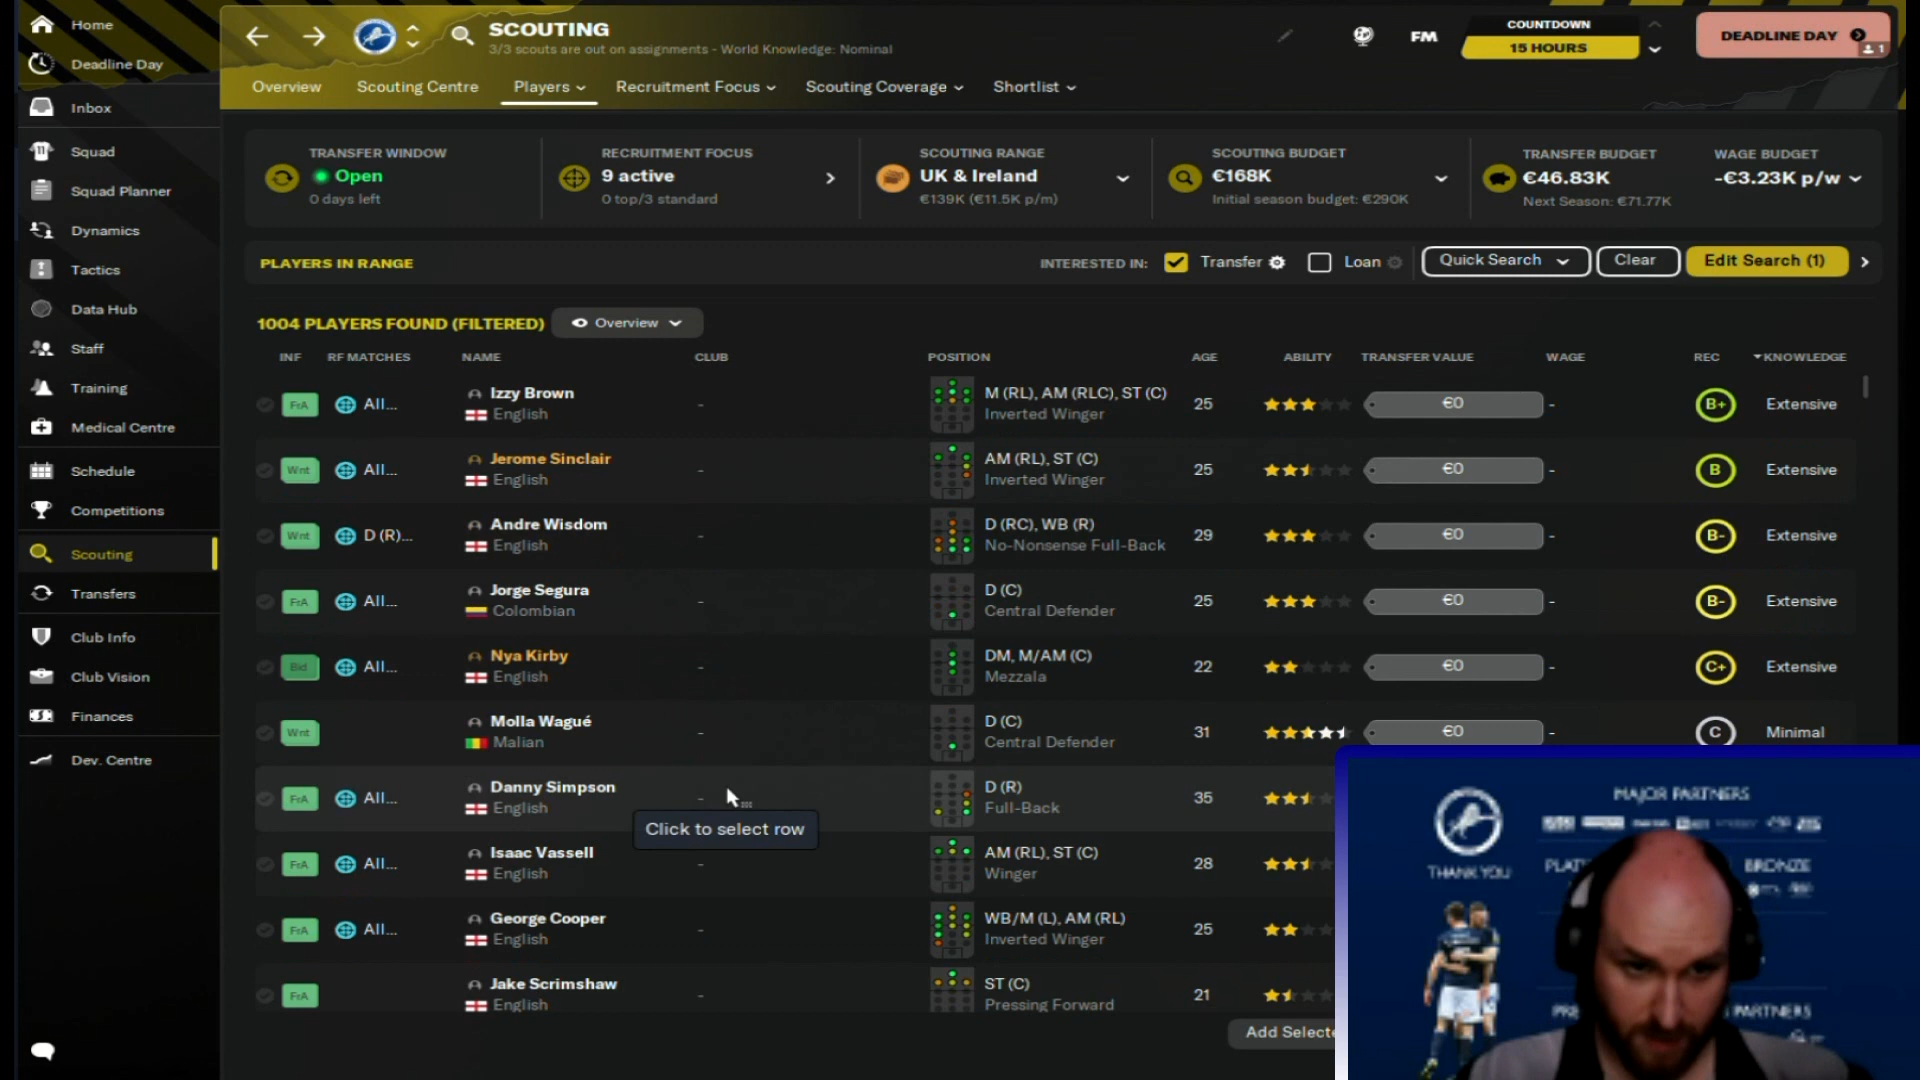 Home
Deadline Day
Inbox
Squad
Squad Planner
Dynamics
Tactics
Data Hub
Staff
Training
Medical Centre
Schedule
Competitions
Scouting
Transfers
Club Info
Club Vision
Finances
Dev. Centre
SCOUTING
3/3 scouts are out on assignments - World Knowledge: Nominal
FM
COUNTDOWN
15 HOURS
DEADLINE DAY
1
Overview Scouting Centre Players Recruitment Focus Scouting Coverage Shortlist
TRANSFER WINDOW
Open
0 days left
RECRUITMENT FOCUS
9 active
0 top/3 standard
SCOUTING RANGE
UK & Ireland
€139K (€11.5K p/m)
SCOUTING BUDGET
€168K
Initial season budget: €290K
TRANSFER BUDGET
€46.83K
Next Season: €71.77K
WAGE BUDGET
-€3.23K p/w
PLAYERS IN RANGE
INTERESTED IN: Transfer Loan Quick Search Clear Edit Search (1)
1004 PLAYERS FOUND (FILTERED) Overview
INF RF MATCHES NAME CLUB POSITION AGE ABILITY TRANSFER VALUE WAGE REC KNOWLEDGE
FrA All... Izzy Brown - M (RL), AM (RLC), ST (C) 25 €0 - B+ Extensive
English Inverted Winger
Wnt All... Jerome Sinclair - AM (RL), ST (C) 25 €0 - B Extensive
English Inverted Winger
Wnt D (R)... Andre Wisdom - D (RC), WB (R) 29 €0 - B- Extensive
English No-Nonsense Full-Back
FrA All... Jorge Segura - D (C) 25 €0 - B- Extensive
Colombian Central Defender
Bid All... Nya Kirby - DM, M/AM (C) 22 €0 - C+ Extensive
English Mezzala
Wnt Molla Wagué - D (C) 31 €0 - C Minimal
Malian Central Defender
FrA All... Danny Simpson - D (R) 35
English Full-Back
Click to select row
FrA All... Isaac Vassell - AM (RL), ST (C) 28
English Winger
FrA All... George Cooper - WB/M (L), AM (RL) 25
English Inverted Winger
FrA Jake Scrimshaw - ST (C) 21
English Pressing Forward
Add Selecte
MAJOR PARTNERS
THANK YOU
BRONZE